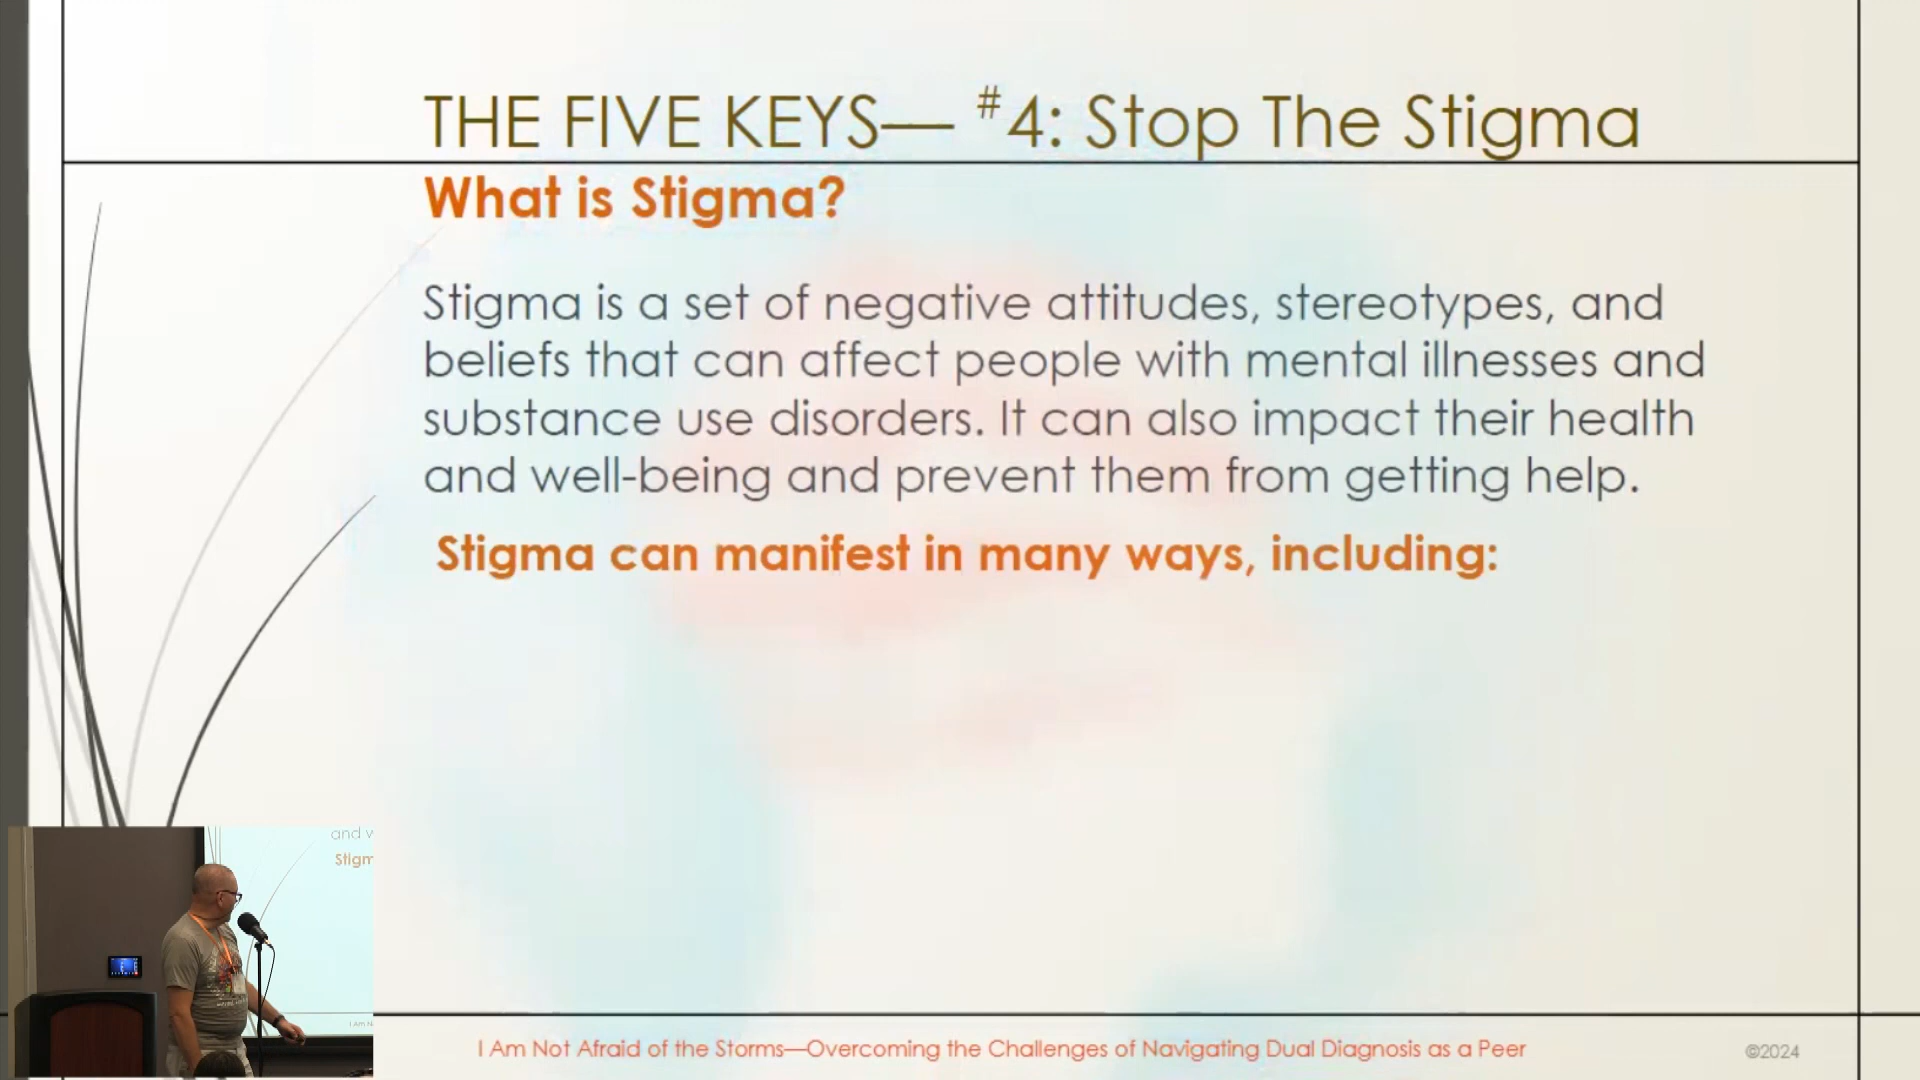 THE FIVE KEYS— #4: Stop The Stigma
What is Stigma?
Stigma is a set of negative attitudes, stereotypes, and
beliefs that can affect people with mental illnesses and
substance use disorders. It can also impact their health
and well-being and prevent them from getting help.
Stigma can manifest in many ways, including:
and w
Stigm
I Am N
I Am Not Afraid of the Storms—Overcoming the Challenges of Navigating Dual Diagnosis as a Peer
©2024